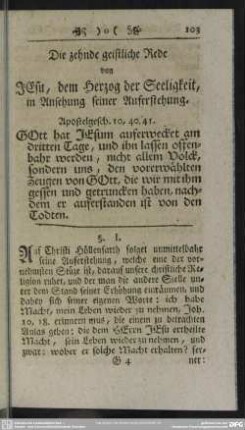 ) o (
103
Die zehnde geistliche Rede
von
JEsu, dem Herzog der Seeligkeit,
in Ansehung seiner Auferstehung.
Apostelgesch. 10, 40. 41.
GOtt hat JEsum auferwecket am
dritten Tage, und ihn lassen offen-
bahr werden, nicht allem Volck,
sondern uns, den vorerwählten
Zeugen von GOtt, die wir mit ihm
gessen und getruncken haben, nach-
dem er auferstanden ist von den
Todten.
§. I.
Auf Christi Höllenfarth folget unmittelbahr
seine Auferstehung, welche eine der vor-
nehmsten Stüze ist, darauf unsere christliche Re-
ligion ruhet, und der man die andere Stelle un-
ter dem Stand seiner Erhöhung einräumen, und
dabey sich seiner eigenen Worte: ich habe
Macht, mein Leben wieder zu nehmen, Joh.
10, 18. erinnern mus, die einem zu betrachten
Anlas geben: die dem HErrn JEsu ertheilte
Macht, sein Leben wieder zu nehmen, und
zwar: woher er solche Macht erhalten? fer-
G 4
ner: